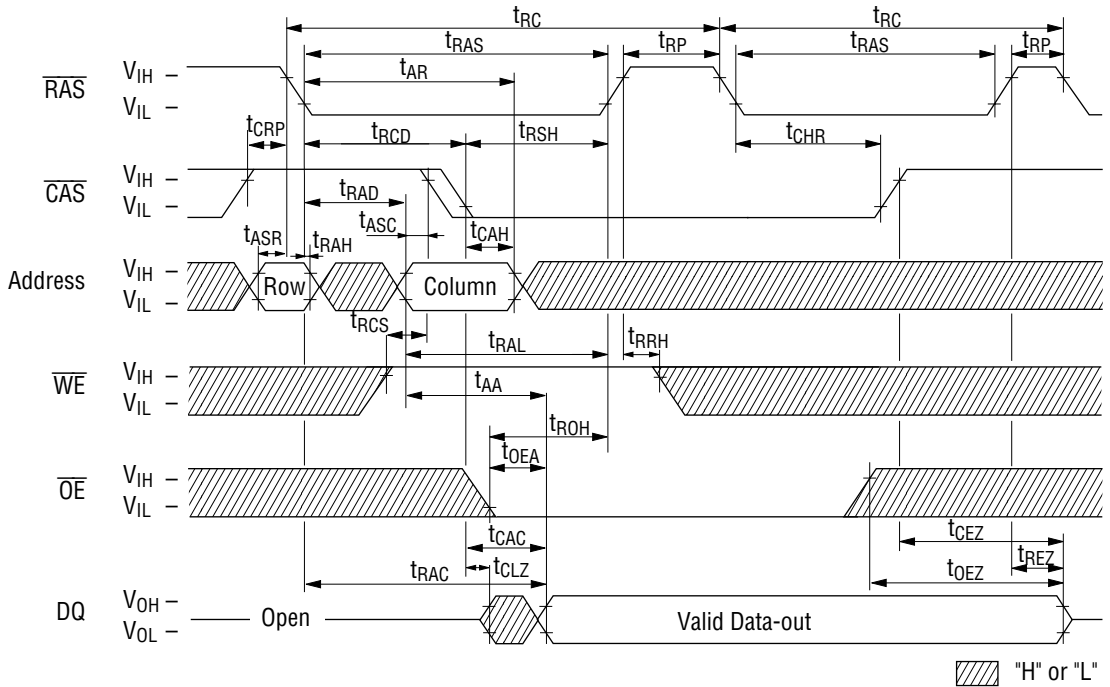 tRC tRC
tRAS tRP tRAS tRP
tAR
RAS VIH –
VIL –
tCRP tRCD tRSH tCHR
CAS VIH –
VIL –
tRAD
tASC
tCAH
tASR tRAH
Address VIH –
VIL –
Row Column
tRCS tRAL tRRH
WE VIH –
VIL –
tAA
tROH
tOEA
OE VIH –
VIL –
tCAC tCEZ
tRAC tCLZ tOEZ tREZ
DQ VOH –
VOL –
Open Valid Data-out
"H" or "L"